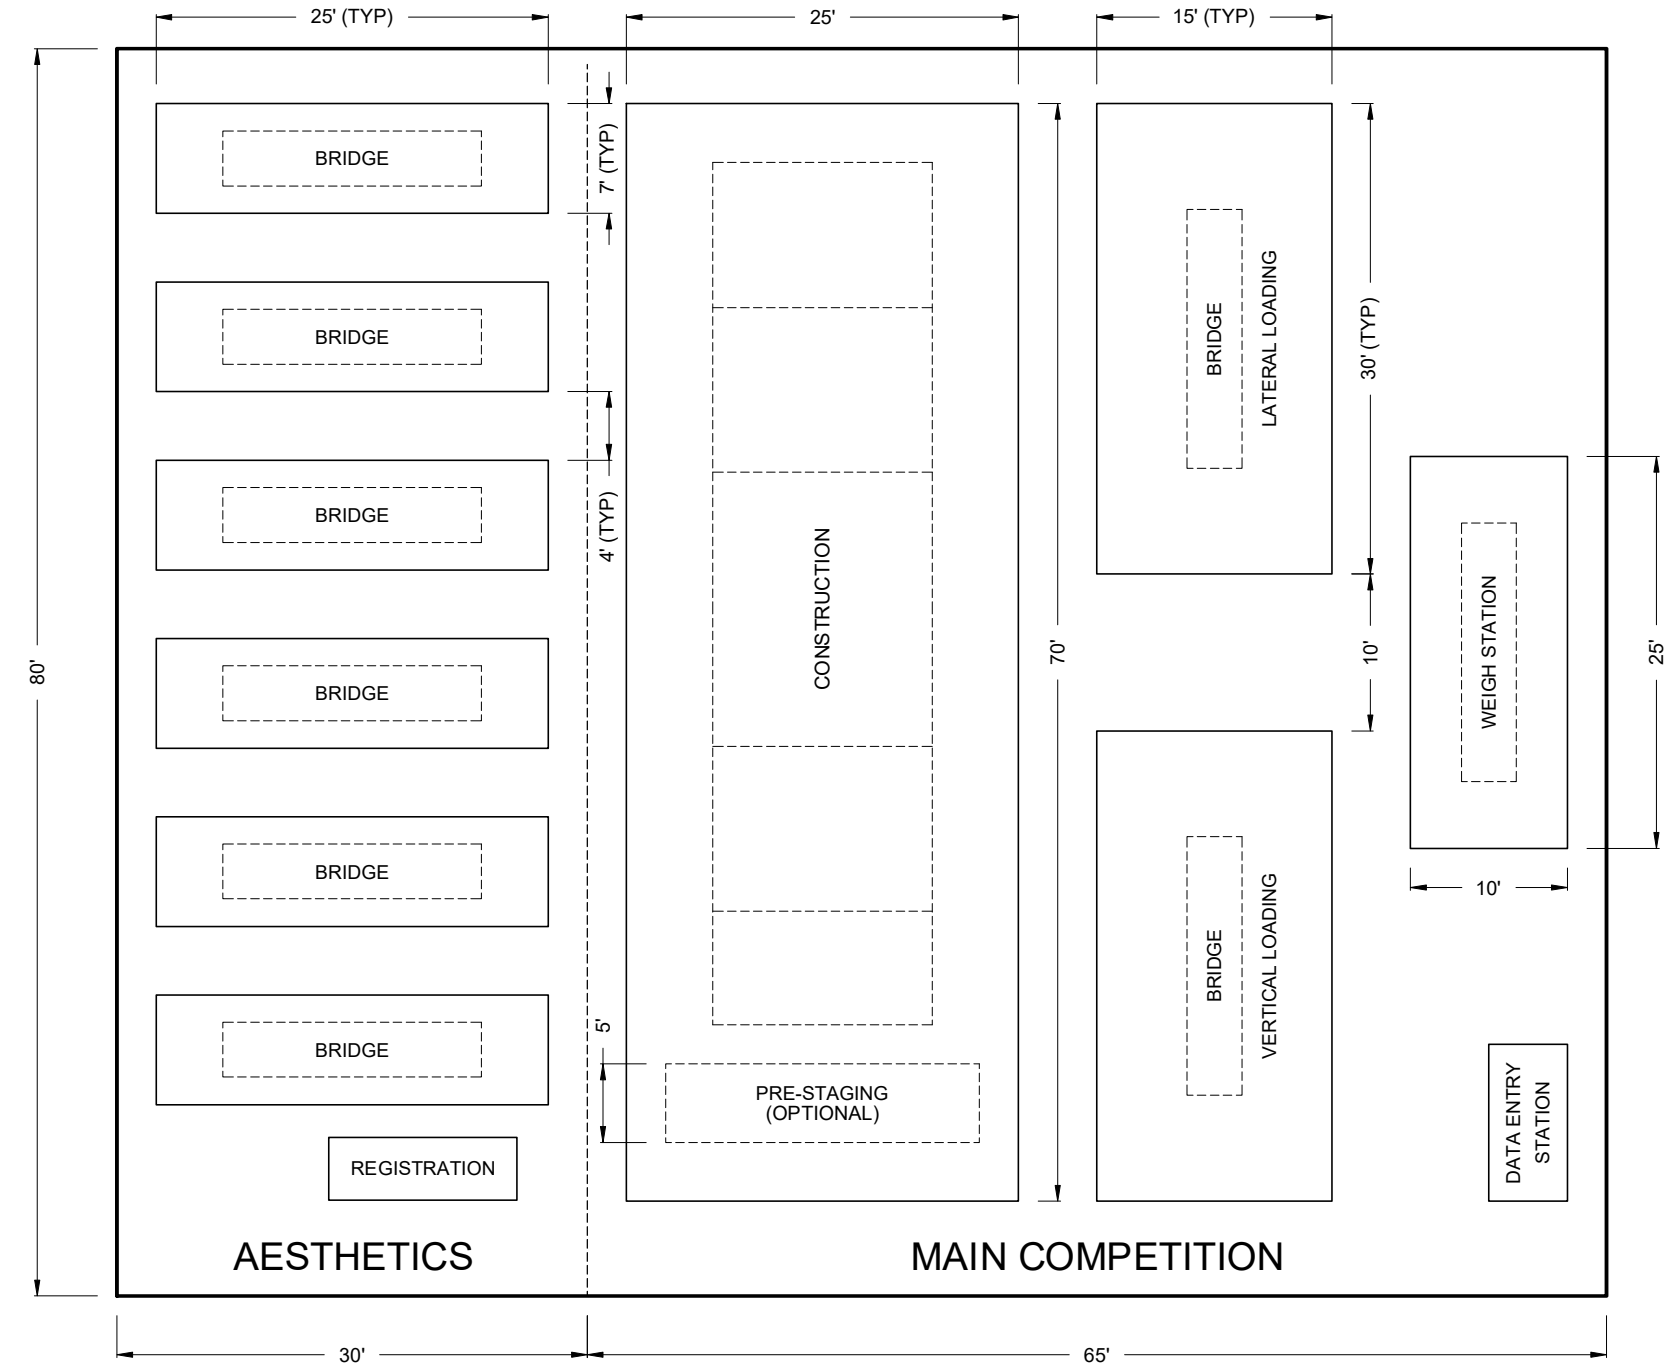 25' (TYP)
25'
15' (TYP)
BRIDGE
7' (TYP)
BRIDGE
BRIDGE
LATERAL LOADING
30' (TYP)
BRIDGE
4' (TYP)
CONSTRUCTION
WEIGH STATION
25'
80'
BRIDGE
70'
10'
BRIDGE
10'
BRIDGE
VERTICAL LOADING
5'
BRIDGE
PRE-STAGING
(OPTIONAL)
DATA ENTRY
STATION
REGISTRATION
AESTHETICS
MAIN COMPETITION
30'
65'